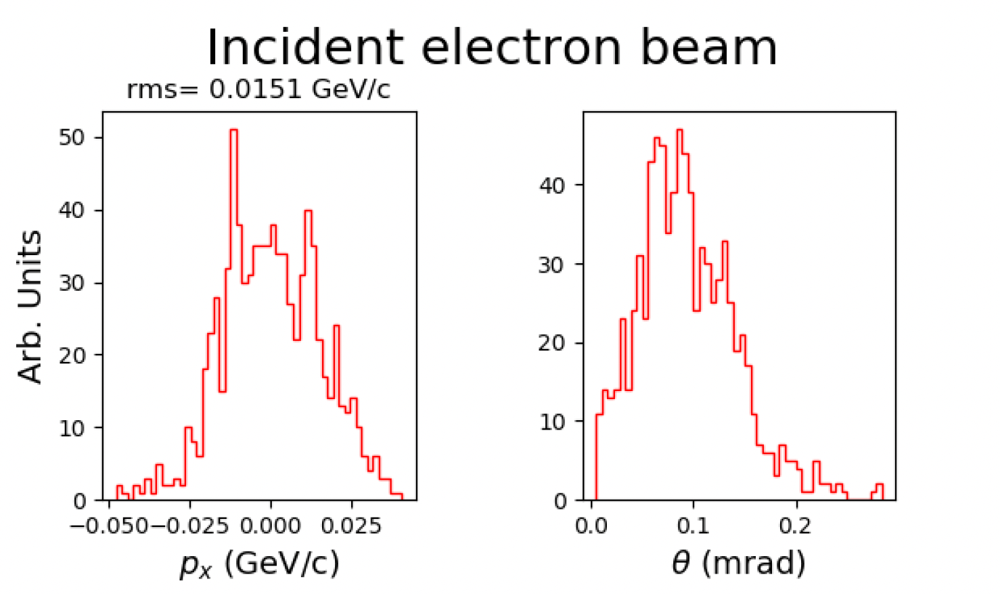 Incident electron beam
rms= 0.0151 GeV/c
Arb. Units
50
40
30
20
10
0
−0.050 −0.025 0.000 0.025
pₓ (GeV/c)
40
30
20
10
0
0.0 0.1 0.2
θ (mrad)